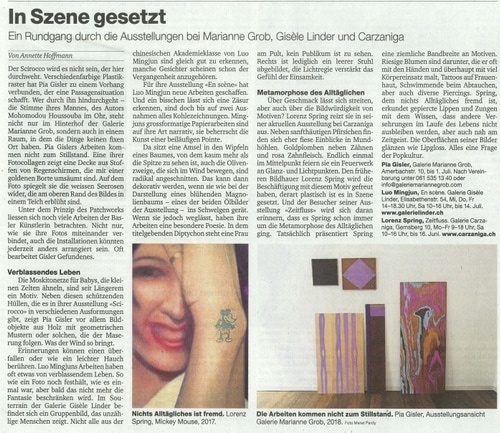 In Szene gesetzt
Ein Rundgang durch die Ausstellungen bei Marianne Grob, Gisèle Linder und Carzaniga
Von Annette Hoffmann
Der Scirocco wird es nicht sein, der hier
durchweht. Verschiedenfarbige Plastikraster
hat Pia Gisler zu einem Vorhang
verbunden, der eine Passagensituation
schafft. Wer durch ihn hindurchgeht –
die Stimme ihres Mannes, des Autors
Mohomodou Houssouba im Ohr, steht
nicht nur im Hinterhof der Galerie
Marianne Grob, sondern auch in einem
Raum, in dem die Dinge keinen fixen
Ort haben. Pia Gislers Arbeiten kommen
nicht zum Stillstand. Eine ihrer
Fotocollagen zeigt eine Decke aus Stoffen
von Regenschirmen, die mit einer
goldenen Borte umsäumt sind. Auf dem
Foto spiegelt sie die weissen Seerosen
wider, die am oberen Rand des Bildes in
einem Teich erblüht sind.
Unter dem Prinzip des Patchworks
liessen sich noch viele Arbeiten der Basler
Künstlerin betrachten. Nicht nur,
wie sie ihre Fotos miteinander verbindet,
auch die Installationen könnten
jederzeit anders arrangiert sein. Oft
bearbeitet Gisler Gefundenes.
Verblassendes Leben
Die Moskitonetze für Babys, die kleinen
Zelten ähneln, sind seit Längerem
ein Motiv. Neben diesen schützenden
Hüllen, die es in ihrer Ausstellung «Scirocco»
in verschiedenen Ausformungen
gibt, zeigt Pia Gisler vor allem Bildobjekte
aus Holz mit geometrischen
Mustern oder solchen, die der Maserung
folgen. Was der Wind so bringt.
Erinnerungen können einen überfallen
oder wie ein leichter Hauch
berühren. Luo Mingjuns Arbeiten haben
oft etwas von verblassendem Leben. So
wie ein Foto noch festhält, wie es einmal
war, aber bald das nicht mehr die
Fantasie beschränken wird. Im Souterrain
der Galerie Gisèle Linder befindet
sich ein Gruppenbild, das unzählige
Menschen zeigt. Nicht alle aus der
chinesischen Akademieklasse von Luo
Mingjun sind gleich gut zu erkennen,
manche Gesichter scheinen schon der
Vergangenheit anzugehören.
Für ihre Ausstellung «En scène» hat
Luo Mingjun neue Arbeiten geschaffen.
Und ein bisschen lässt sich eine Zäsur
erkennen, sind doch bis auf zwei Ausnahmen
alles Kohlezeichnungen. Mingjuns
grossformatige Papierarbeiten sind
auf ihre Art narrativ, sie beherrscht die
Kunst einer beiläufigen Pointe.
Da sitzt eine Amsel in den Wipfeln
eines Baumes, von dem kaum mehr als
die Spitze zu sehen ist, auch die Olivenzweige,
die sich im Wind bewegen, sind
kaum mehr als zart. Das kann dann auch
dekorativ werden, wenn sie wie bei der
Darstellung eines blühenden Magnolienbaums
– eines der beiden Ölbilder
der Ausstellung – ins Schwelgen gerät.
Wenn sie jedoch weglässt, haben ihre
Arbeiten eine besondere Poesie. In dem
titelgebenden Diptychon steht eine Frau
am Pult, kein Publikum ist zu sehen.
Rechts ist lediglich ein leerer Stuhl
abgebildet, die Lichtregie verstärkt das
Gefühl der Einsamkeit.
Metamorphose des Alltäglichen
Über Geschmack lässt sich streiten,
aber auch über die Bildwürdigkeit von
Motiven? Lorenz Spring reizt sie in seiner
aktuellen Ausstellung bei Carzaniga
aus. Neben sanfthäutigen Pfirsichen finden
sich eher fiese Einblicke in Mundhöhlen.
Goldplomben neben Zähnen
und rosa Zahnfleisch. Endlich einmal
im Mittelpunkt feiern sie ein Feuerwerk
an Glanz- und Lichtpunkten. Den früheren
Bildhauer Lorenz Spring mag die
Beschäftigung mit diesem Motiv gefreut
haben, derart plastisch ist es in Szene
gesetzt. Und der Besucher seiner Ausstellung
«Zeitfluss» wird sich daran
erinnern, dass es Spring schon immer
um die Metamorphose des Alltäglichen
ging. Tatsächlich präsentiert Spring
eine ziemliche Bandbreite an Motiven.
Riesige Blumen sind darunter, die er oft
mit den Händen und überhaupt mit viel
Körpereinsatz malt, Tattoos auf Frauenhaut,
Schwimmende beim Abtauchen,
aber auch diverse Fiercings. Spring,
dem nichts Alltägliches fremd ist,
erkundet gepiercte Lippen und Zungen
mit dem Wissen, dass andere Veränderungen
im Laufe des Lebens nicht
ausbleiben werden, aber auch nah am
Zeitgeist. Die Oberflächen seiner Bilder
glänzen wie Lipgloss. Alles eine Frage
der Kultur.
Pia Gisler, Galerie Marianne Grob,
Amerbachstr. 10, bis 1. Juli. Nach Vereinbarung
unter 061 535 13 40 oder
info@galeriemariannegrob.com
Luo Mingjun, En scène. Galerie Gisèle
Linder, Elisabethenstr. 54, Mi, Do, Fr
14–18.30 Uhr, Sa 10–16 Uhr, bis 14. Juli.
www.galerielinder.ch
Lorenz Spring, Zeitfluss. Galerie Carzaniga,
Gemsberg 10, Mo–Fr 9–18 Uhr, Sa
10–16 Uhr, bis 16. Juni. www.carzaniga.ch
Nichts Alltägliches ist fremd. Lorenz
Spring, Mickey Mouse, 2017.
Die Arbeiten kommen nicht zum Stillstand. Pia Gisler, Ausstellungsansicht
Galerie Marianne Grob, 2018.